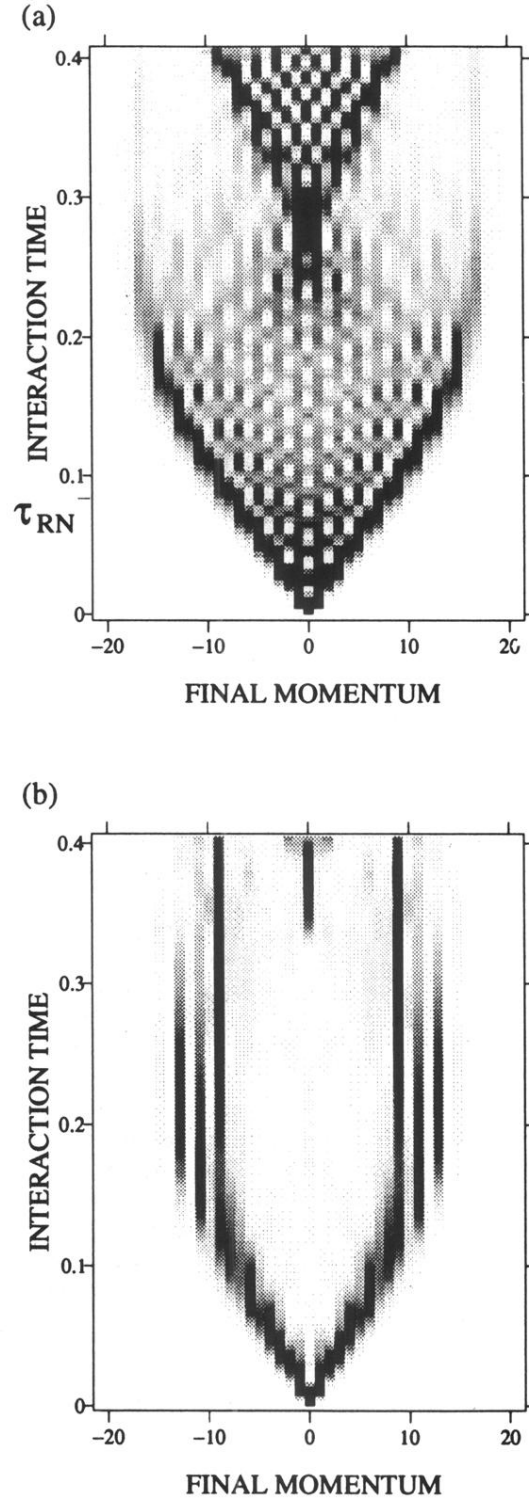 (a)
0.4
0.3
0.2
0.1
τRN
0
INTERACTION TIME
−20 −10 0 10 20
FINAL MOMENTUM
(b)
0.4
0.3
0.2
0.1
0
INTERACTION TIME
−20 −10 0 10 20
FINAL MOMENTUM